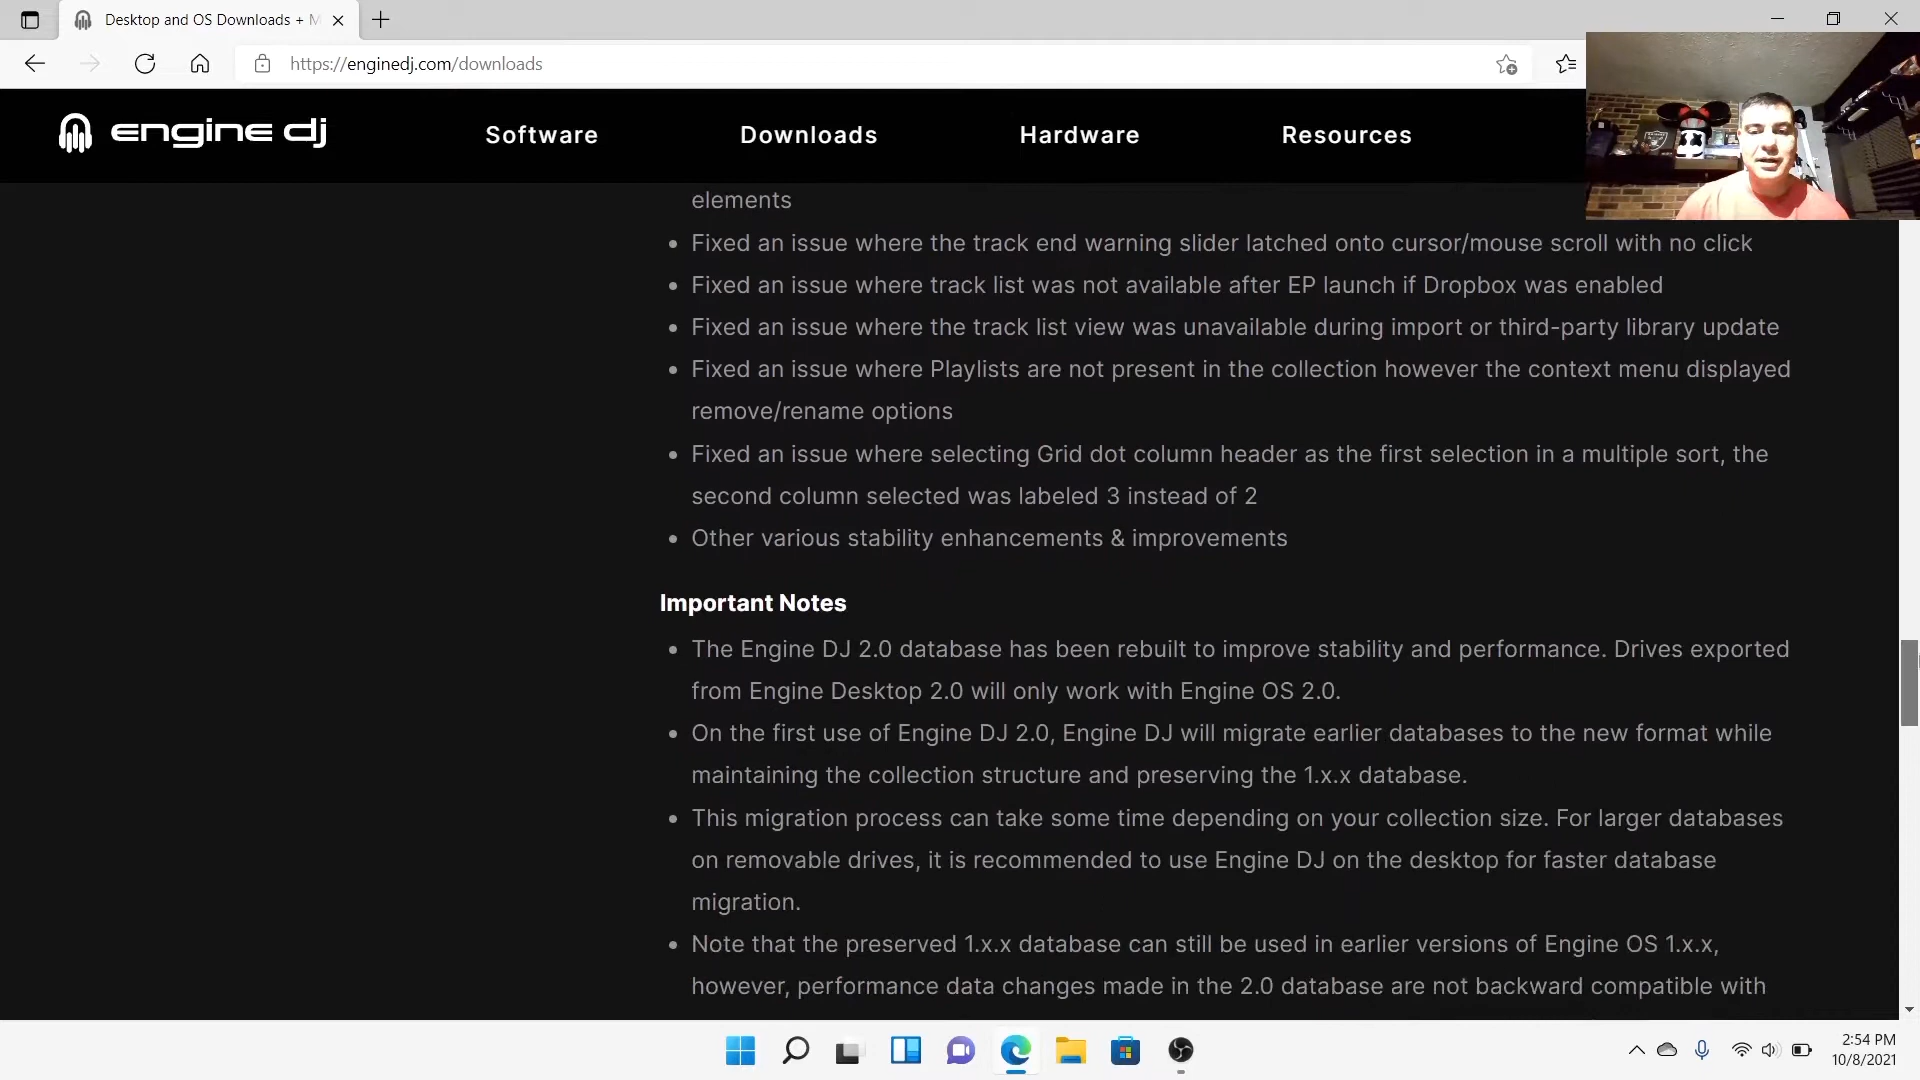 Desktop and OS Downloads + M
https://enginedj.com/downloads
engine dj
Software
Downloads
Hardware
Resources
elements
• Fixed an issue where the track end warning slider latched onto cursor/mouse scroll with no click
• Fixed an issue where track list was not available after EP launch if Dropbox was enabled
• Fixed an issue where the track list view was unavailable during import or third-party library update
• Fixed an issue where Playlists are not present in the collection however the context menu displayed
remove/rename options
• Fixed an issue where selecting Grid dot column header as the first selection in a multiple sort, the
second column selected was labeled 3 instead of 2
• Other various stability enhancements & improvements
Important Notes
• The Engine DJ 2.0 database has been rebuilt to improve stability and performance. Drives exported
from Engine Desktop 2.0 will only work with Engine OS 2.0.
• On the first use of Engine DJ 2.0, Engine DJ will migrate earlier databases to the new format while
maintaining the collection structure and preserving the 1.x.x database.
• This migration process can take some time depending on your collection size. For larger databases
on removable drives, it is recommended to use Engine DJ on the desktop for faster database
migration.
• Note that the preserved 1.x.x database can still be used in earlier versions of Engine OS 1.x.x,
however, performance data changes made in the 2.0 database are not backward compatible with
2:54 PM
10/8/2021